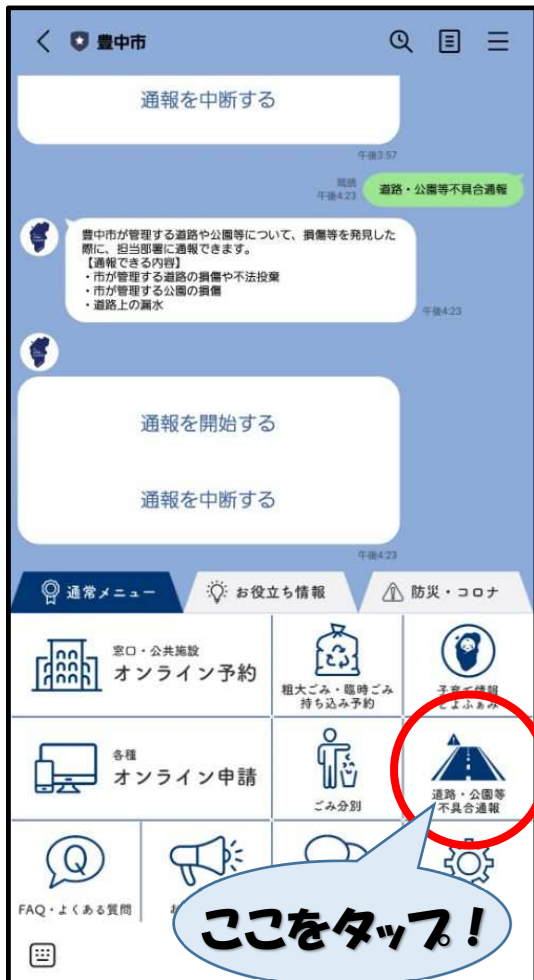 豊中市
通報を中断する
午後3:57
既読
午後4:23
道路・公園等不具合通報
豊中市が管理する道路や公園等について、損傷等を発見した
際に、担当部署に通報できます。
【通報できる内容】
・市が管理する道路の損傷や不法投棄
・市が管理する公園の損傷
・道路上の漏水
午後4:23
通報を開始する
通報を中断する
午後4:23
通常メニュー
お役立ち情報
防災・コロナ
窓口・公共施設
オンライン予約
粗大ごみ・臨時ごみ
持ち込み予約
子育て情報
とよふぁみ
各種
オンライン申請
ごみ分別
道路・公園等
不具合通報
FAQ・よくある質問
ここをタップ！